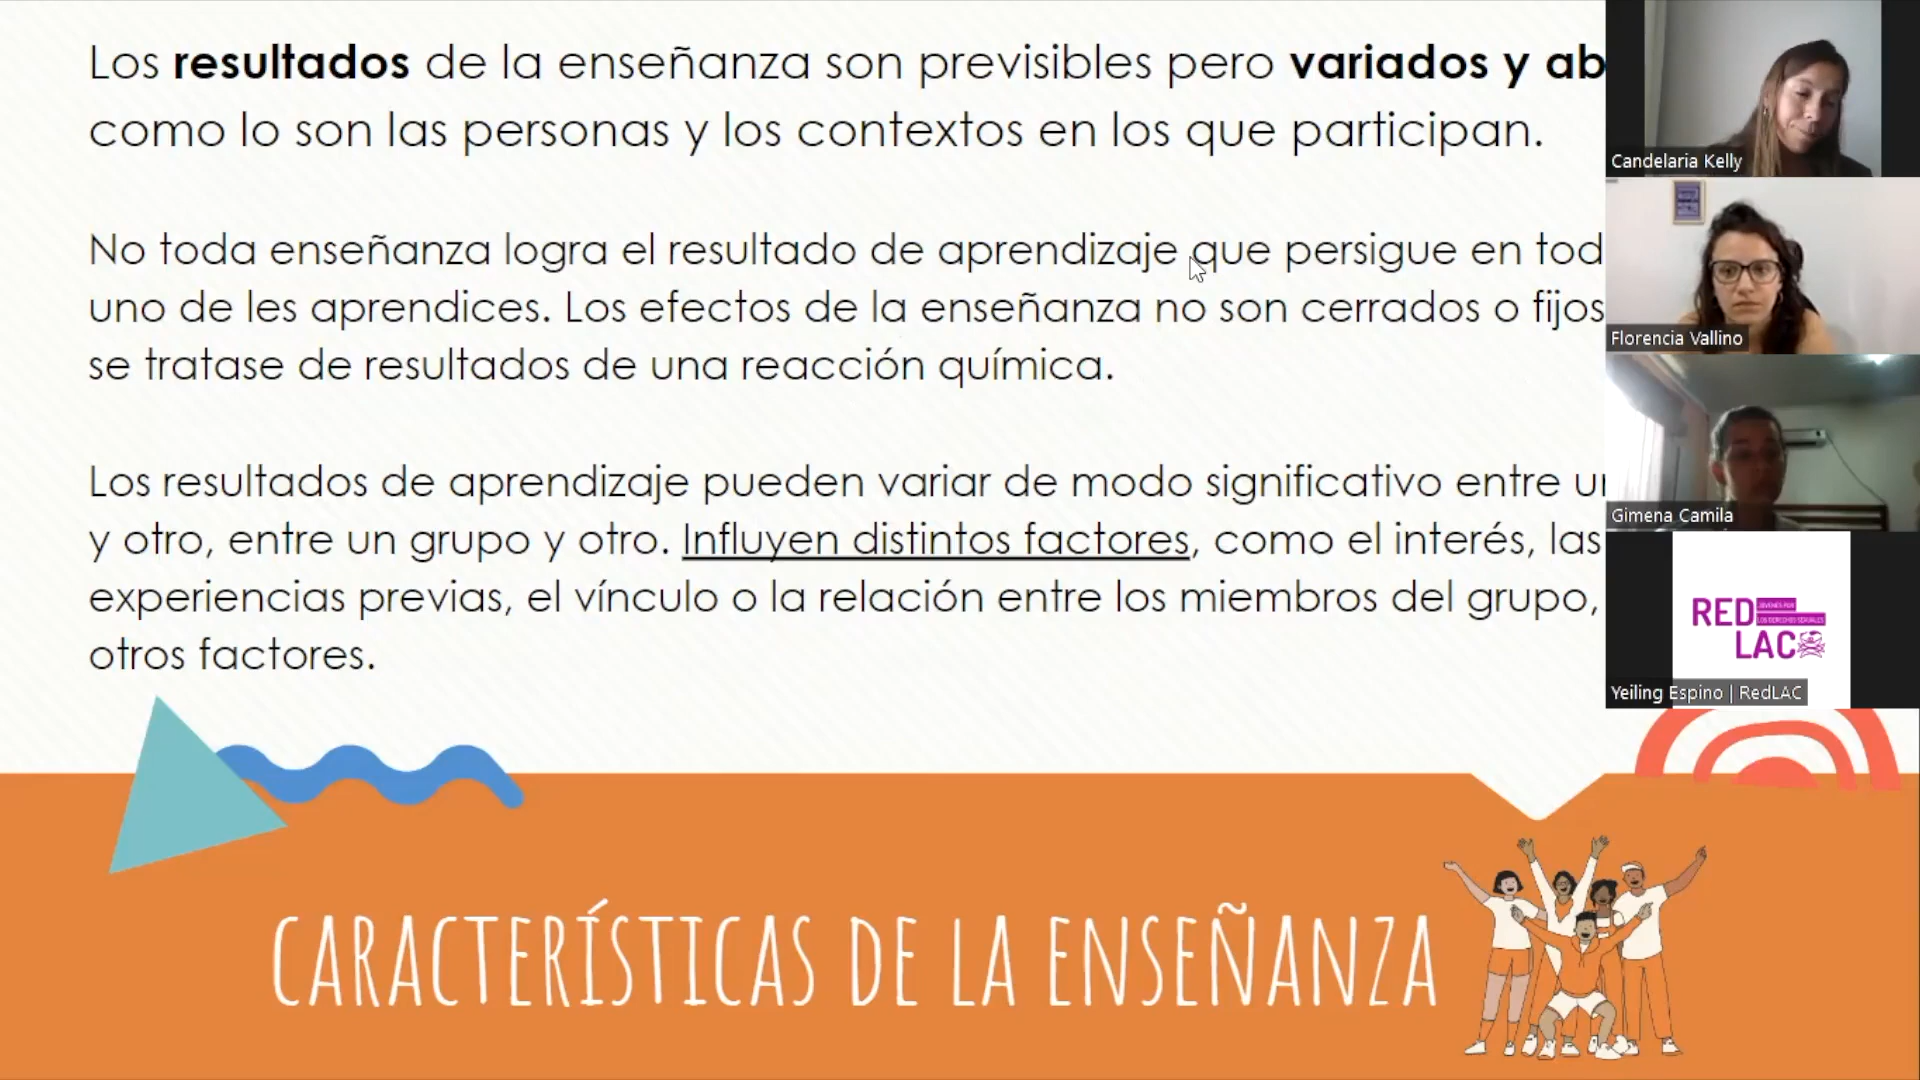 Los resultados de la enseñanza son previsibles pero variados y ab
como lo son las personas y los contextos en los que participan.
No toda enseñanza logra el resultado de aprendizaje que persigue en tod
uno de les aprendices. Los efectos de la enseñanza no son cerrados o fijos
se tratase de resultados de una reacción química.
Los resultados de aprendizaje pueden variar de modo significativo entre
y otro, entre un grupo y otro. Influyen distintos factores, como el interés, las
experiencias previas, el vínculo o la relación entre los miembros del grupo,
otros factores.
CARACTERÍSTICAS DE LA ENSEÑANZA
Candelaria Kelly
Florencia Vallino
Gimena Camila
RED JÓVENES POR
LOS DERECHOS SEXUALES
LAC
Yeiling Espino | RedLAC